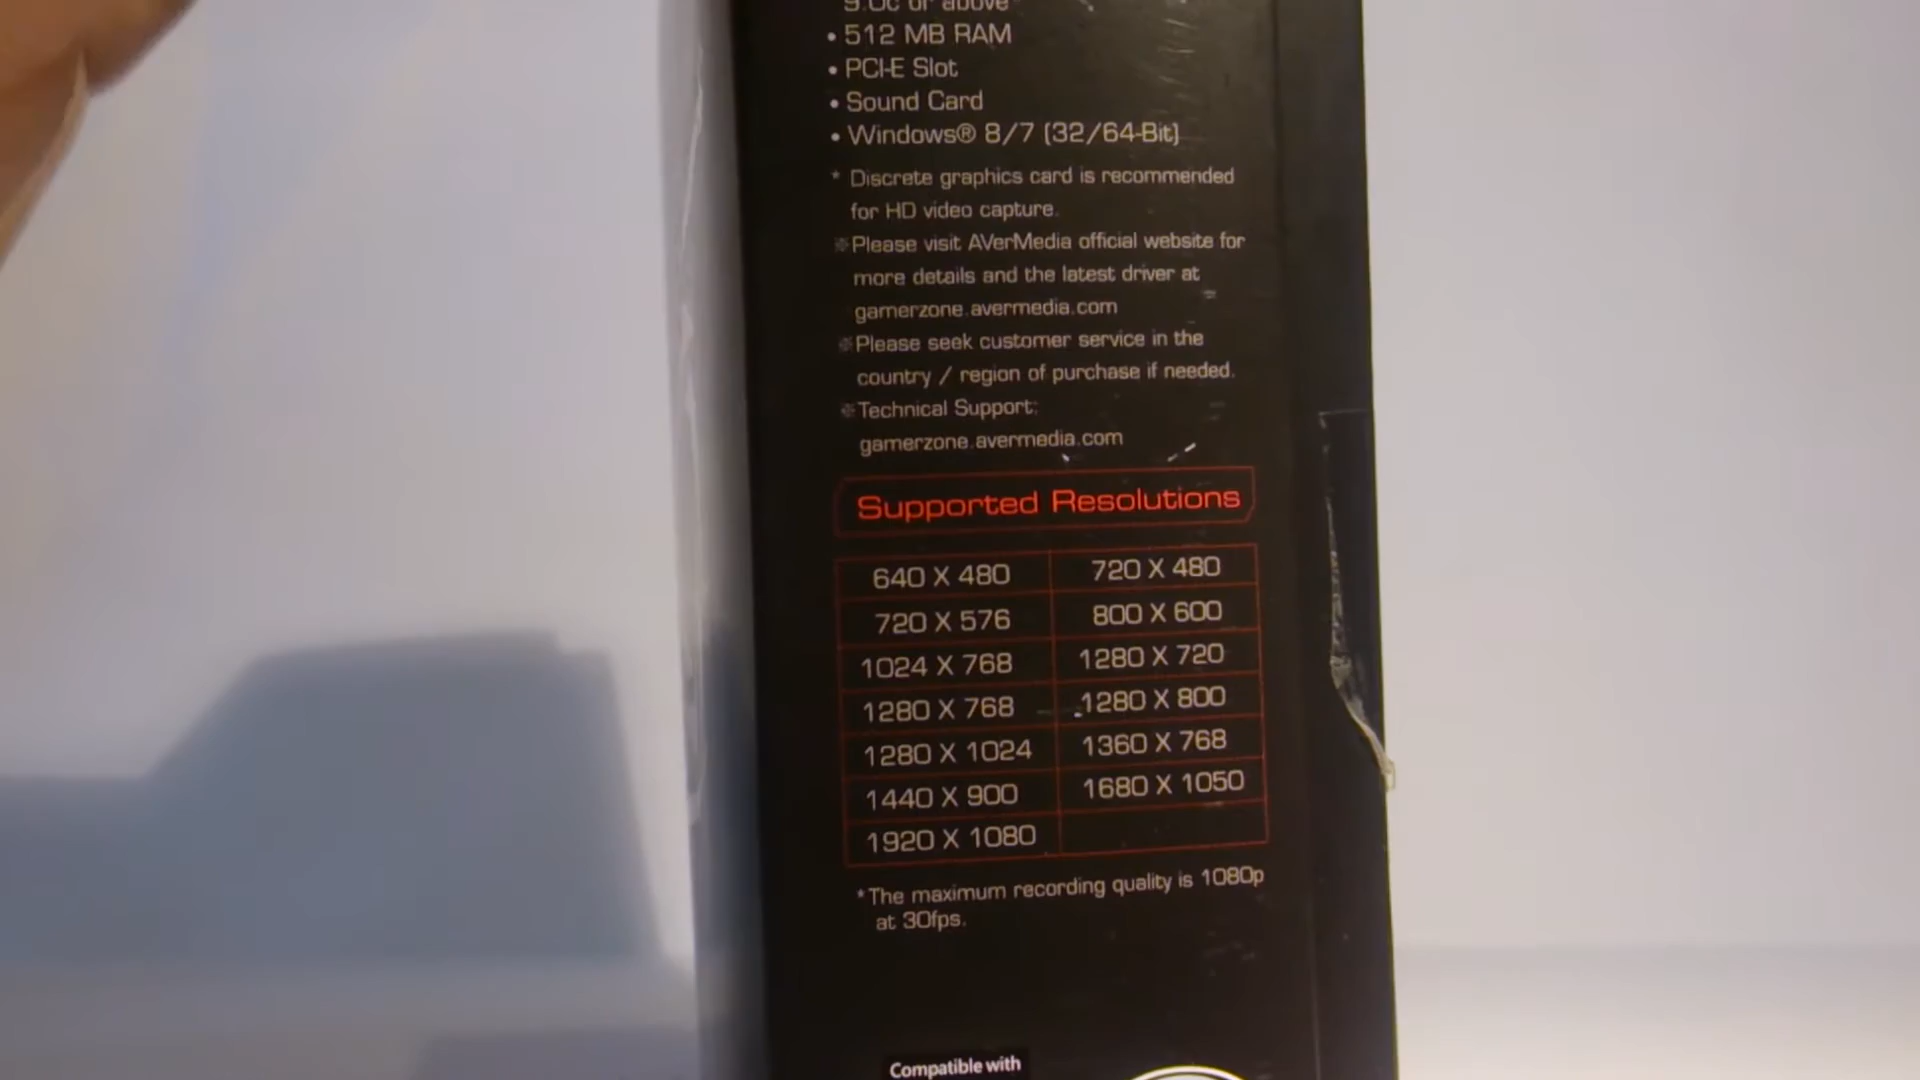 9.0c or above
• 512 MB RAM
• PCI-E Slot
• Sound Card
• Windows® 8/7 (32/64-Bit)
* Discrete graphics card is recommended
for HD video capture.
※Please visit AVerMedia official website for
more details and the latest driver at
gamerzone.avermedia.com
※Please seek customer service in the
country / region of purchase if needed.
※Technical Support:
gamerzone.avermedia.com
Supported Resolutions
640 X 480 720 X 480
720 X 576 800 X 600
1024 X 768 1280 X 720
1280 X 768 1280 X 800
1280 X 1024 1360 X 768
1440 X 900 1680 X 1050
1920 X 1080
*The maximum recording quality is 1080p
at 30fps.
Compatible with